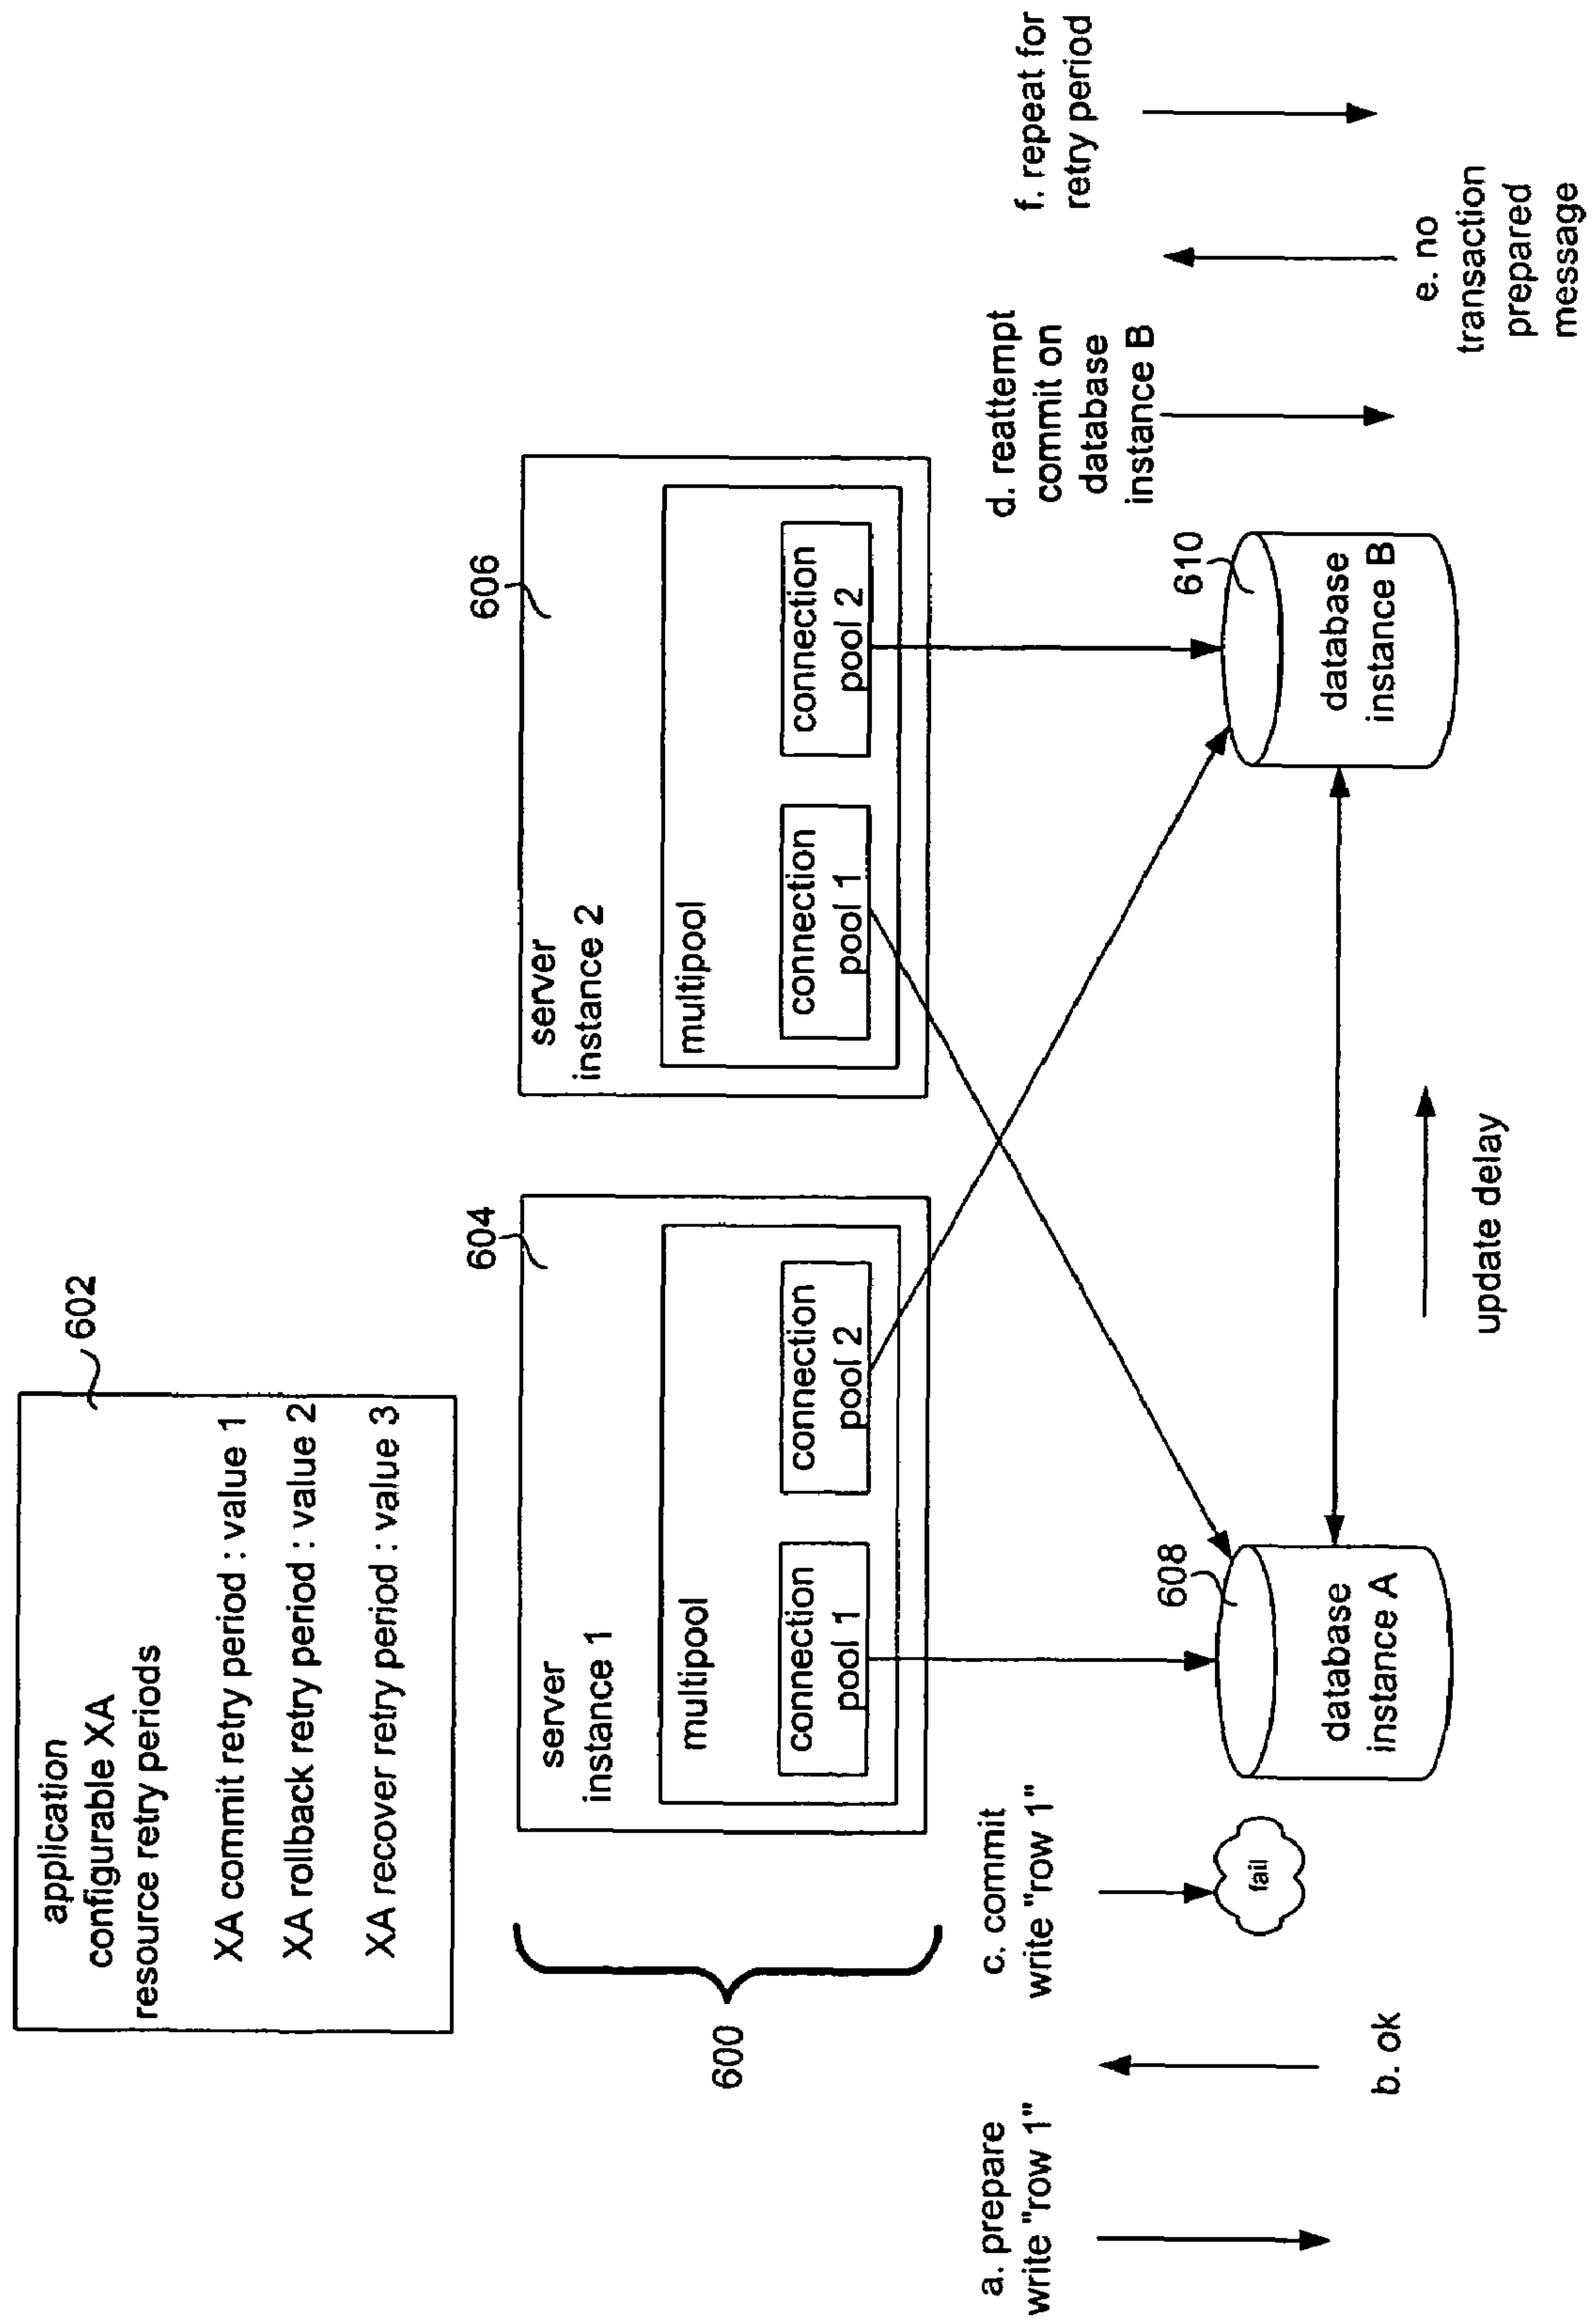 application
configurable XA
resource retry periods
XA commit retry period : value 1
XA rollback retry period : value 2
XA recover retry period : value 3
602
600
604
server
instance 1
multipool
connection
pool 1
connection
pool 2
606
server
instance 2
multipool
connection
pool 1
connection
pool 2
a. prepare
write "row 1"
b. ok
c. commit
write "row 1"
fail
608
database
instance A
update delay
610
database
instance B
d. reattempt
commit on
database
instance B
e. no
transaction
prepared
message
f. repeat for
retry period